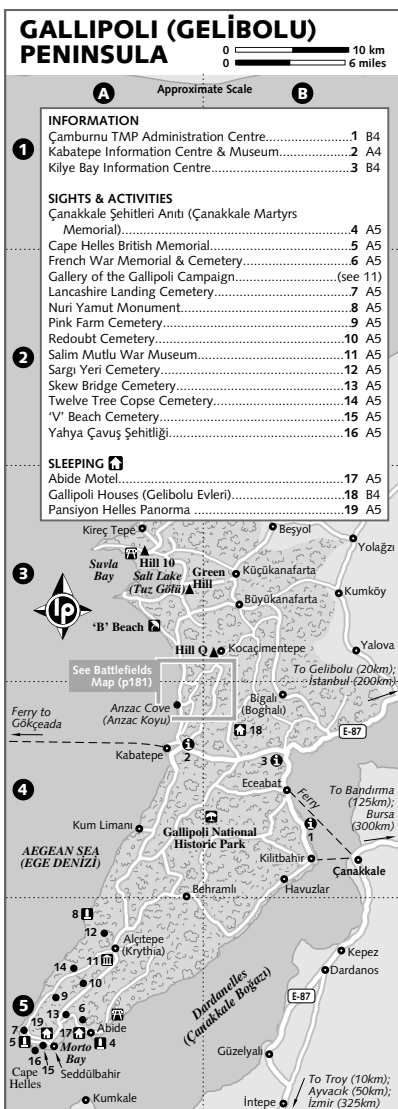 GALLIPOLI (GELİBOLU)
PENINSULA
0 10 km
0 6 miles
Approximate Scale
A B
1
INFORMATION
Çamburnu TMP Administration Centre....................1 B4
Kabatepe Information Centre & Museum................2 A4
Kilye Bay Information Centre................................3 B4
SIGHTS & ACTIVITIES
Çanakkale Şehitleri Anıtı (Çanakkale Martyrs
Memorial)................................................4 A5
Cape Helles British Memorial................................5 A5
French War Memorial & Cemetery..........................6 A5
Gallery of the Gallipoli Campaign....................(see 11)
Lancashire Landing Cemetery................................7 A5
Nuri Yamut Monument........................................8 A5
Pink Farm Cemetery............................................9 A5
2
Redoubt Cemetery............................................10 A5
Salim Mutlu War Museum..................................11 A5
Sargı Yeri Cemetery..........................................12 A5
Skew Bridge Cemetery......................................13 A5
Twelve Tree Copse Cemetery..............................14 A5
'V' Beach Cemetery..........................................15 A5
Yahya Çavuş Şehitliği........................................16 A5
SLEEPING
Abide Motel....................................................17 A5
Gallipoli Houses (Gelibolu Evleri)........................18 B4
Pansiyon Helles Panorma ..................................19 A5
Kireç Tepe
Beşyol
Yolağzı
3
Suvla
Bay
Hill 10
Salt Lake
(Tuz Gölü)
Green
Hill
Küçükanafarta
Kumköy
Büyükanafarta
lp
'B' Beach
Hill Q
Kocaçimentepe
Yalova
See Battlefields
Map (p181)
To Gelibolu (20km);
İstanbul (200km)
Bigalı
(Boghalı)
Anzac Cove
(Anzac Koyu)
Ferry to
Gökçeada
18
E-87
Kabatepe
2
3
Eceabat
4
Ferry
To Bandırma
(125km);
Bursa
(300km)
Kum Limanı
Gallipoli National
Historic Park
1
Kilitbahir
Çanakkale
AEGEAN SEA
(EGE DENİZİ)
Havuzlar
Behramlı
8
12
Alçıtepe
(Krythia)
11
14
10
Kepez
Dardanos
Dardanelles
(Çanakkale Boğazı)
E-87
9
5
19
13
6
7
17
Abide
5
4
Morto
Bay
16
15
Seddülbahir
Cape
Helles
Güzelyalı
Kumkale
İntepe
To Troy (10km);
Ayvacık (50km);
İzmir (325km)